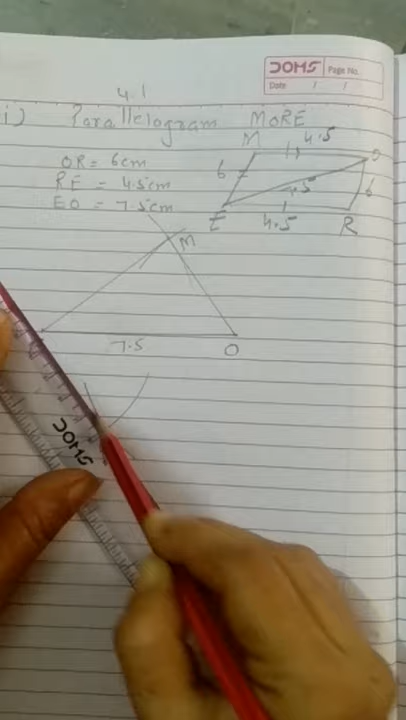 DOMS Page No.
Date / /
4.1
i) Parallelogram MORE
OR = 6cm
RE = 4.5cm
EO = 7.5cm
M 4.5 O
6 7.5 6
E 4.5 R
M
7.5 O
DOMS